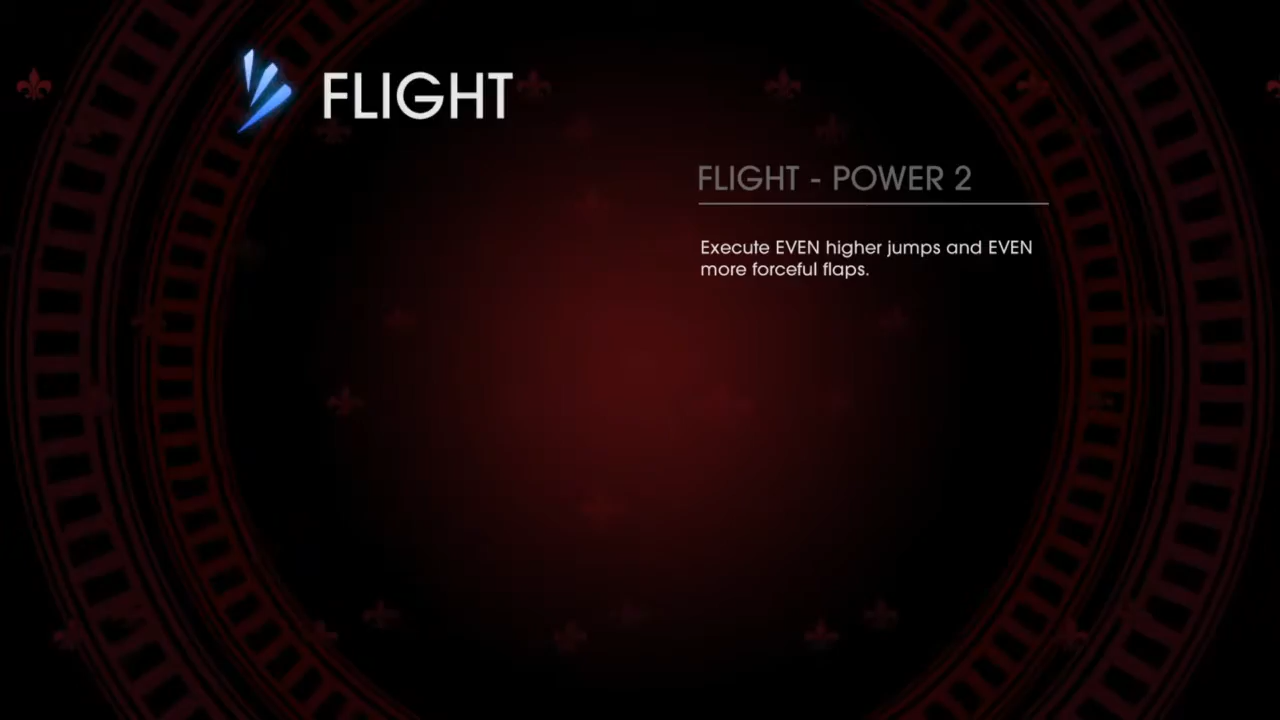 FLIGHT
FLIGHT - POWER 2
Execute EVEN higher jumps and EVEN
more forceful flaps.